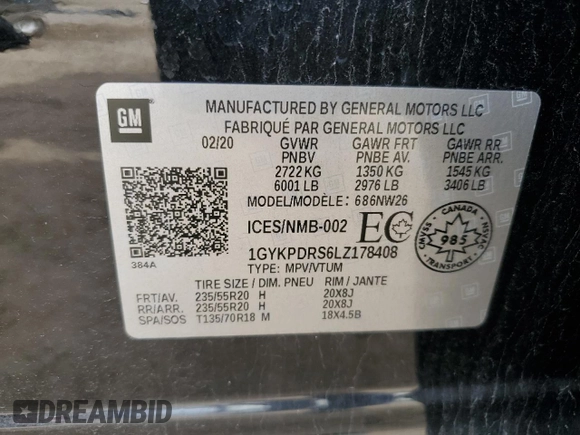 GM
MANUFACTURED BY GENERAL MOTORS LLC
FABRIQUÉ PAR GENERAL MOTORS LLC
02/20 GVWR GAWR FRT GAWR RR
PNBV PNBE AV. PNBE ARR.
2722 KG 1350 KG 1545 KG
6001 LB 2976 LB 3406 LB
MODEL/MODÈLE: 686NW26
ICES/NMB-002 EC
CANADA
CMVSS 985 NSVAC
TRANSPORT
384A
1GYKPDRS6LZ178408
TYPE: MPV/VTUM
TIRE SIZE / DIM. PNEU RIM / JANTE
FRT/AV. 235/55R20 H 20X8J
RR/ARR. 235/55R20 H 20X8J
SPA/SOS T135/70R18 M 18X4.5B
DREAMBID